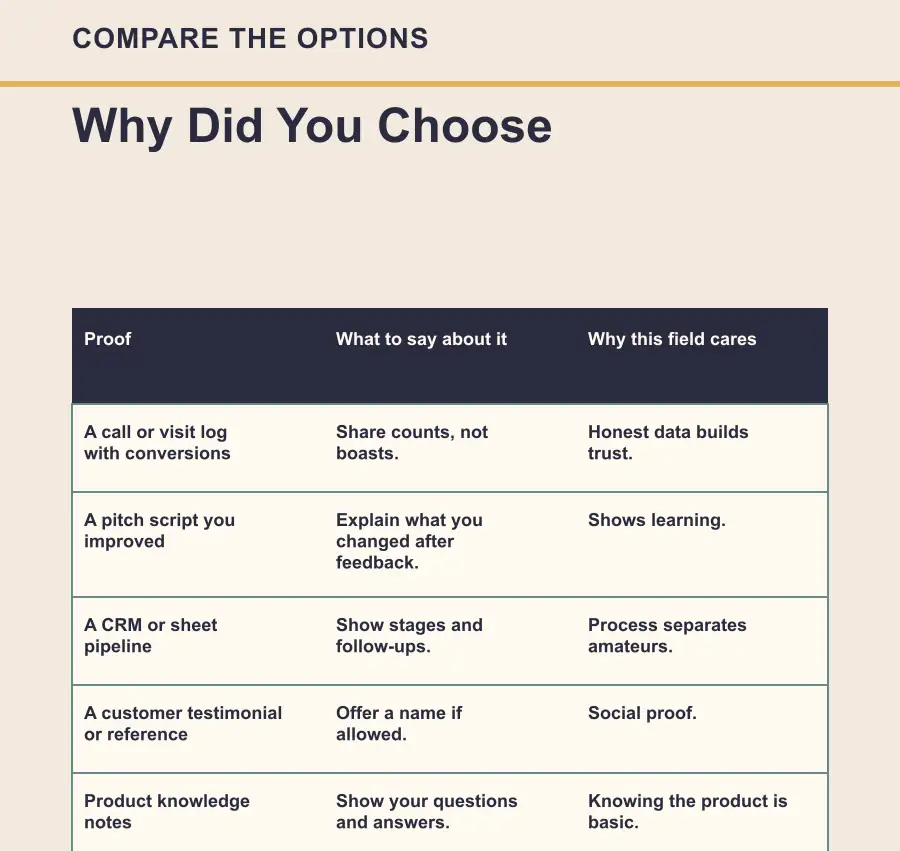 COMPARE THE OPTIONS
Why Did You Choose
Proof
What to say about it
Why this field cares
A call or visit log
with conversions
Share counts, not
boasts.
Honest data builds
trust.
A pitch script you
improved
Explain what you
changed after
feedback.
Shows learning.
A CRM or sheet
pipeline
Show stages and
follow-ups.
Process separates
amateurs.
A customer testimonial
or reference
Offer a name if
allowed.
Social proof.
Product knowledge
notes
Show your questions
and answers.
Knowing the product is
basic.